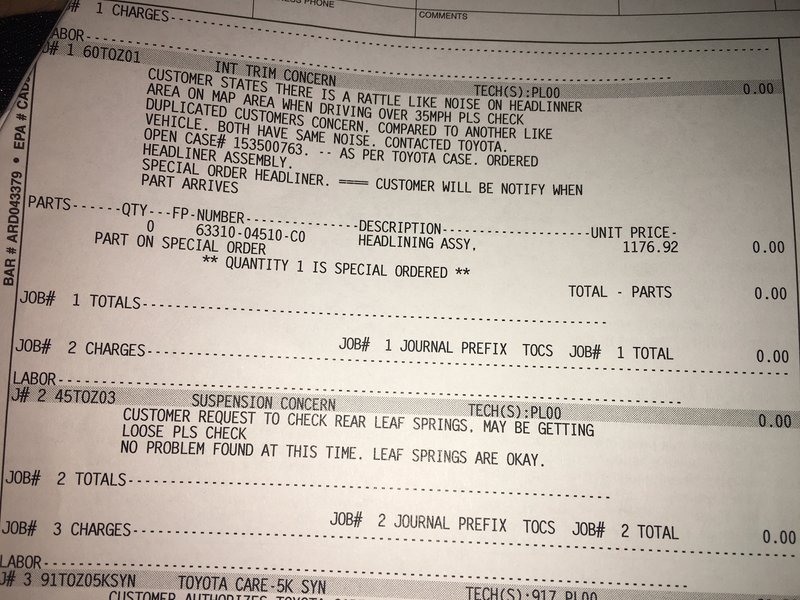 PHONE
COMMENTS
# 1 CHARGES
LABOR
J# 1 60TOZ01 INT TRIM CONCERN TECH(S):PL00 0.00
CUSTOMER STATES THERE IS A RATTLE LIKE NOISE ON HEADLINNER
AREA ON MAP AREA WHEN DRIVING OVER 35MPH PLS CHECK
DUPLICATED CUSTOMERS CONCERN, COMPARED TO ANOTHER LIKE
VEHICLE. BOTH HAVE SAME NOISE. CONTACTED TOYOTA.
OPEN CASE# 153500763. -- AS PER TOYOTA CASE. ORDERED
HEADLINER ASSEMBLY.
SPECIAL ORDER HEADLINER. ==== CUSTOMER WILL BE NOTIFY WHEN
PART ARRIVES
PARTS------QTY---FP-NUMBER---------------DESCRIPTION--------------------UNIT PRICE-
0 63310-04510-C0 HEADLINING ASSY, 1176.92 0.00
PART ON SPECIAL ORDER
** QUANTITY 1 IS SPECIAL ORDERED **
TOTAL - PARTS 0.00
JOB# 1 TOTALS
JOB# 1 JOURNAL PREFIX TOCS JOB# 1 TOTAL 0.00
JOB# 2 CHARGES
LABOR
J# 2 45TOZ03 SUSPENSION CONCERN TECH(S):PL00 0.00
CUSTOMER REQUEST TO CHECK REAR LEAF SPRINGS, MAY BE GETTING
LOOSE PLS CHECK
NO PROBLEM FOUND AT THIS TIME. LEAF SPRINGS ARE OKAY.
JOB# 2 TOTALS
JOB# 2 JOURNAL PREFIX TOCS JOB# 2 TOTAL 0.00
JOB# 3 CHARGES
LABOR
J# 3 91TOZ05KSYN TOYOTA CARE-5K SYN TECH(S):917 PL00
CUSTOMER AUTHORIZES
BAR # ARD043379 • EPA # CAD